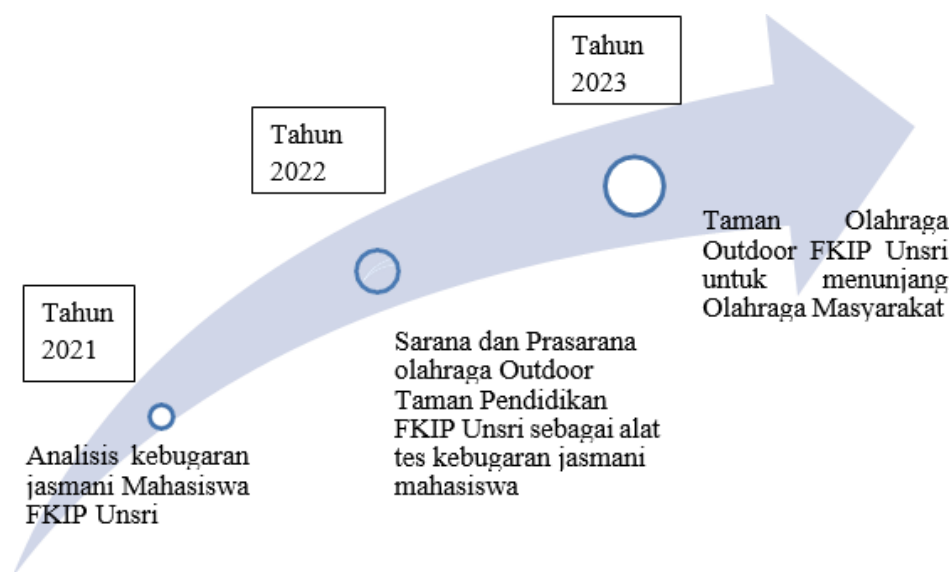 Tahun
2021
Analisis kebugaran
jasmani Mahasiswa
FKIP Unsri
Tahun
2022
Sarana dan Prasarana
olahraga Outdoor
Taman Pendidikan
FKIP Unsri sebagai alat
tes kebugaran jasmani
mahasiswa
Tahun
2023
Taman Olahraga
Outdoor FKIP Unsri
untuk menunjang
Olahraga Masyarakat